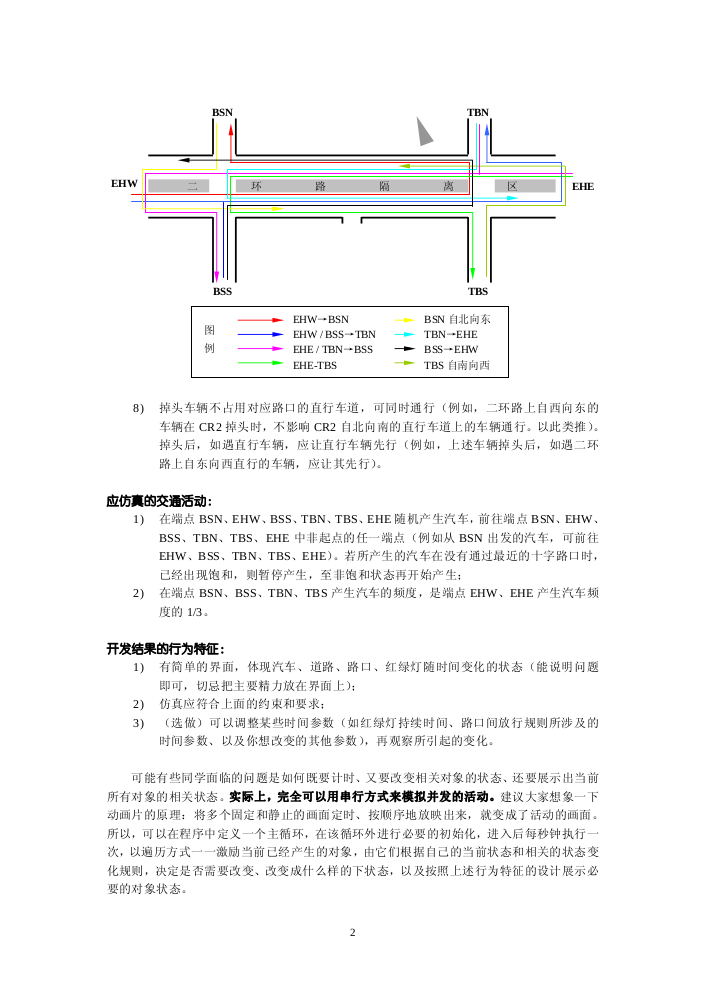 BSN TBN
EHW 二 环 路 隔 离 区 EHE
BSS TBS
图例
EHW→BSN BSN 自北向东
EHW / BSS→TBN TBN→EHE
EHE / TBN→BSS BSS→EHW
EHE-TBS TBS 自南向西
8) 掉头车辆不占用对应路口的直行车道，可同时通行（例如，二环路上自西向东的
车辆在 CR2 掉头时，不影响 CR2 自北向南的直行车道上的车辆通行。以此类推）。
掉头后，如遇直行车辆，应让直行车辆先行（例如，上述车辆掉头后，如遇二环
路上自东向西直行的车辆，应让其先行）。
应仿真的交通活动：
1) 在端点 BSN、EHW、BSS、TBN、TBS、EHE 随机产生汽车，前往端点 BSN、EHW、
BSS、TBN、TBS、EHE 中非起点的任一端点（例如从 BSN 出发的汽车，可前往
EHW、BSS、TBN、TBS、EHE）。若所产生的汽车在没有通过最近的十字路口时，
已经出现饱和，则暂停产生，至非饱和状态再开始产生；
2) 在端点 BSN、BSS、TBN、TBS 产生汽车的频度，是端点 EHW、EHE 产生汽车频
度的 1/3。
开发结果的行为特征：
1) 有简单的界面，体现汽车、道路、路口、红绿灯随时间变化的状态（能说明问题
即可，切忌把主要精力放在界面上）；
2) 仿真应符合上面的约束和要求；
3) （选做）可以调整某些时间参数（如红绿灯持续时间、路口间放行规则所涉及的
时间参数、以及你想改变的其他参数），再观察所引起的变化。
可能有些同学面临的问题是如何既要计时、又要改变相关对象的状态、还要展示出当前
所有对象的相关状态。实际上，完全可以用串行方式来模拟并发的活动。建议大家想象一下
动画片的原理：将多个固定和静止的画面定时、按顺序地放映出来，就变成了活动的画面。
所以，可以在程序中定义一个主循环，在该循环外进行必要的初始化，进入后每秒钟执行一
次，以遍历方式一一激励当前已经产生的对象，由它们根据自己的当前状态和相关的状态变
化规则，决定是否需要改变、改变成什么样的下状态，以及按照上述行为特征的设计展示必
要的对象状态。
2